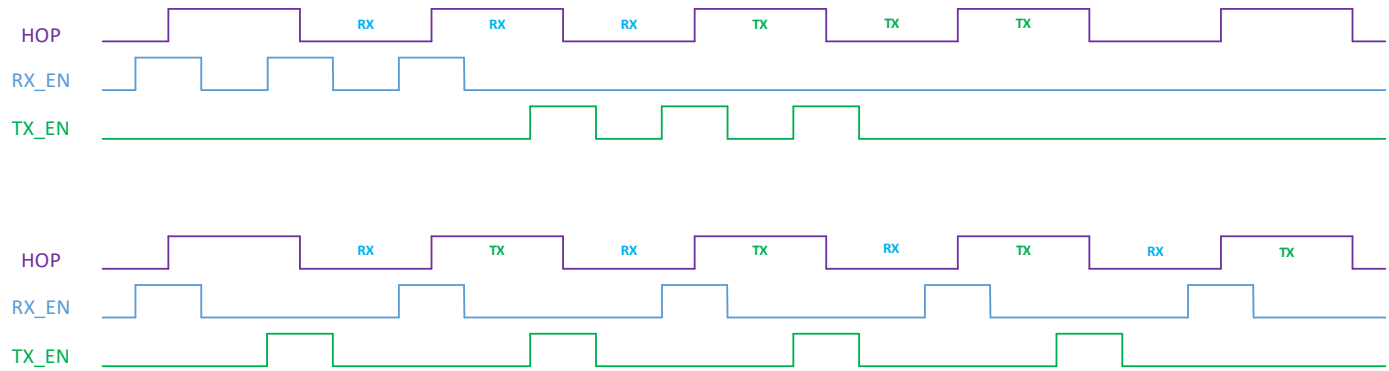 HOP RX RX RX TX TX TX
RX_EN
TX_EN
HOP RX TX RX TX RX TX RX TX
RX_EN
TX_EN